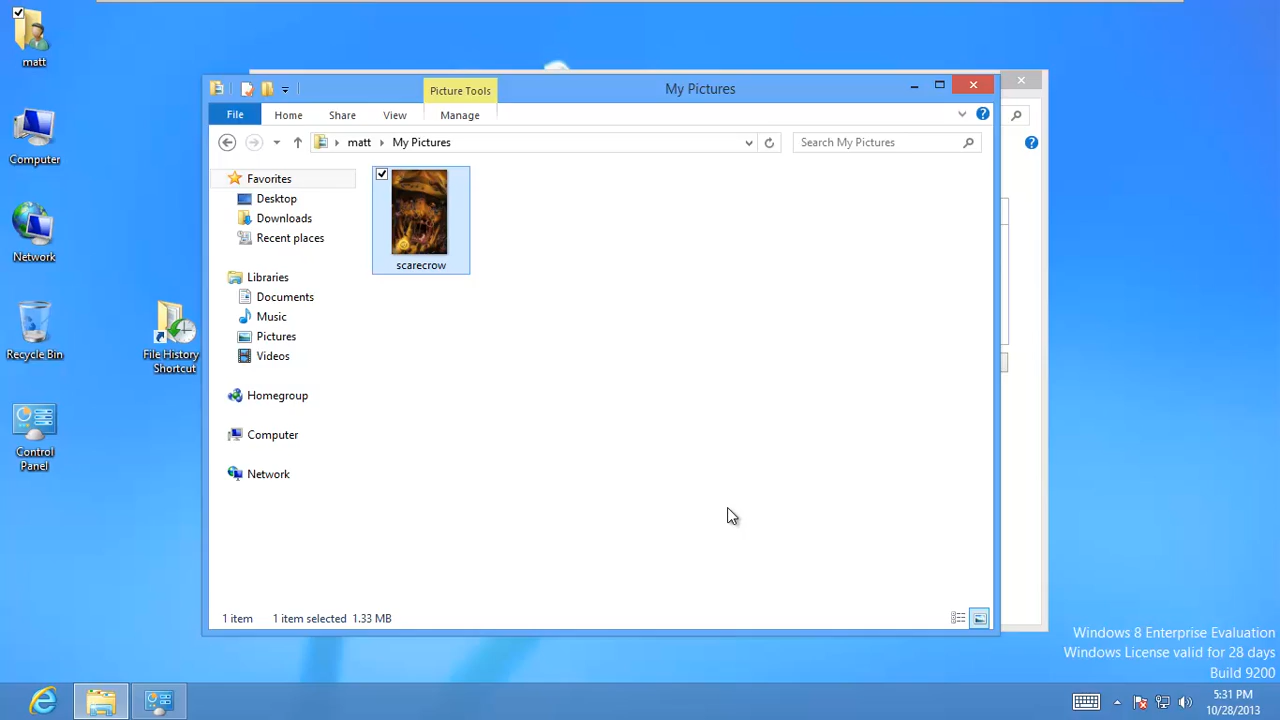 matt
Computer
Network
Recycle Bin
Control
Panel
File History
Shortcut
Picture Tools
My Pictures
File
Home
Share
View
Manage
matt
My Pictures
Search My Pictures
Favorites
Desktop
Downloads
Recent places
Libraries
Documents
Music
Pictures
Videos
Homegroup
Computer
Network
scarecrow
1 item
1 item selected 1.33 MB
Windows 8 Enterprise Evaluation
Windows License valid for 28 days
Build 9200
5:31 PM
10/28/2013